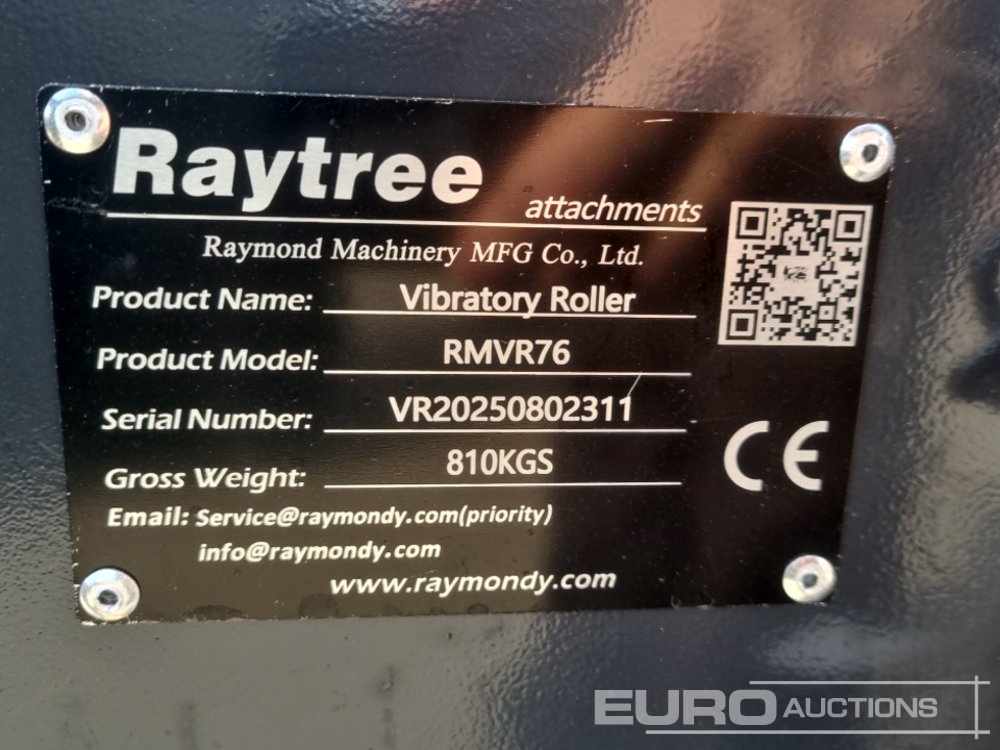 Raytree
attachments
Raymond Machinery MFG Co., Ltd.
Product Name: Vibratory Roller
Product Model: RMVR76
Serial Number: VR20250802311
Gross Weight: 810KGS
CE
Email: Service@raymondy.com(priority)
info@raymondy.com
www.raymondy.com
EURO AUCTIONS